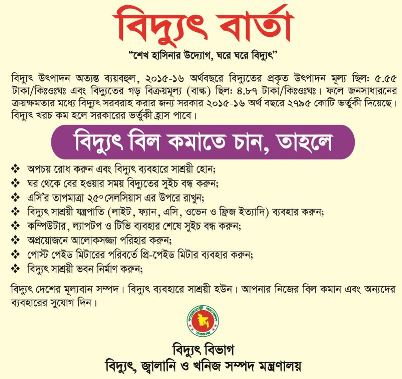 বিদ্যুৎ বার্তা
“শেখ হাসিনার উদ্যোগ, ঘরে ঘরে বিদ্যুৎ”
বিদ্যুৎ উৎপাদন অত্যন্ত ব্যয়বহুল, ২০১৫-১৬ অর্থবছরে বিদ্যুতের প্রকৃত উৎপাদন মূল্য ছিল: ৫.৫৫
টাকা/কিঃওঃঘঃ এবং বিদ্যুতের গড় বিক্রয়মূল্য (বাল্ক) ছিল: ৪.৮৭ টাকা/কিঃওঃঘঃ। ফলে জনসাধারনের
ক্রয়ক্ষমতার মধ্যে বিদ্যুৎ সরবরাহ করার জন্য সরকার ২০১৫-১৬ অর্থ বছরে ২৭৯৫ কোটি ভর্তুকী দিয়েছে।
বিদ্যুৎ খরচ কম হলে সরকারের ভর্তুকী হ্রাস পাবে।
বিদ্যুৎ বিল কমাতে চান, তাহলে
❖ অপচয় রোধ করুন এবং বিদ্যুৎ ব্যবহারে সাশ্রয়ী হোন;
❖ ঘর থেকে বের হওয়ার সময় বিদ্যুতের সুইচ বন্ধ করুন;
❖ এসি’র তাপমাত্রা ২৫°সেলসিয়াস এর উপরে রাখুন;
❖ বিদ্যুৎ সাশ্রয়ী যন্ত্রপাতি (লাইট, ফ্যান, এসি, ওভেন ও ফ্রিজ ইত্যাদি) ব্যবহার করুন;
❖ কম্পিউটার, ল্যাপটপ ও টিভি ব্যবহার শেষে সুইচ বন্ধ করুন;
❖ অপ্রয়োজনে আলোকসজ্জা পরিহার করুন;
❖ পোস্ট পেইড মিটারের পরিবর্তে প্রি-পেইড মিটার ব্যবহার করুন;
❖ বিদ্যুৎ সাশ্রয়ী ভবন নির্মাণ করুন;
বিদ্যুৎ দেশের মূল্যবান সম্পদ। বিদ্যুৎ ব্যবহারে সাশ্রয়ী হউন। আপনার নিজের বিল কমান এবং অন্যদের
ব্যবহারের সুযোগ দিন।
বিদ্যুৎ বিভাগ
বিদ্যুৎ, জ্বালানি ও খনিজ সম্পদ মন্ত্রণালয়